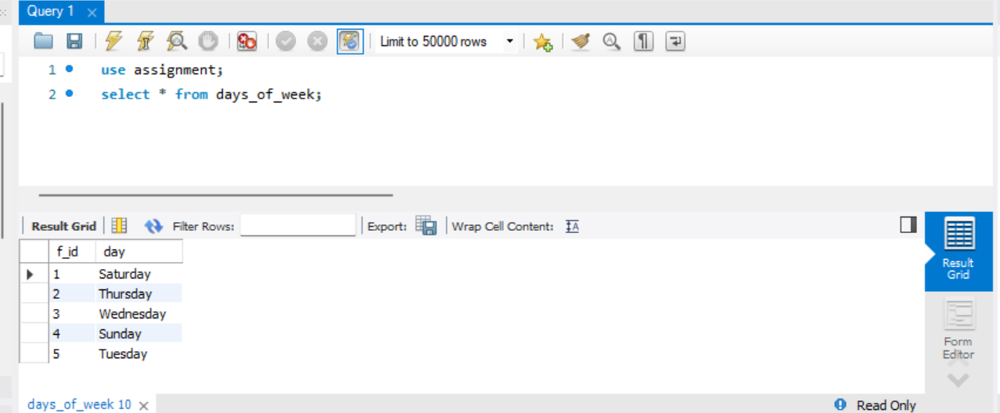 Query 1
Limit to 50000 rows
1 use assignment;
2 select * from days_of_week;
Result Grid Filter Rows: Export: Wrap Cell Content:
f_id day
1 Saturday
2 Thursday
3 Wednesday
4 Sunday
5 Tuesday
Result
Grid
Form
Editor
days_of_week 10 Read Only